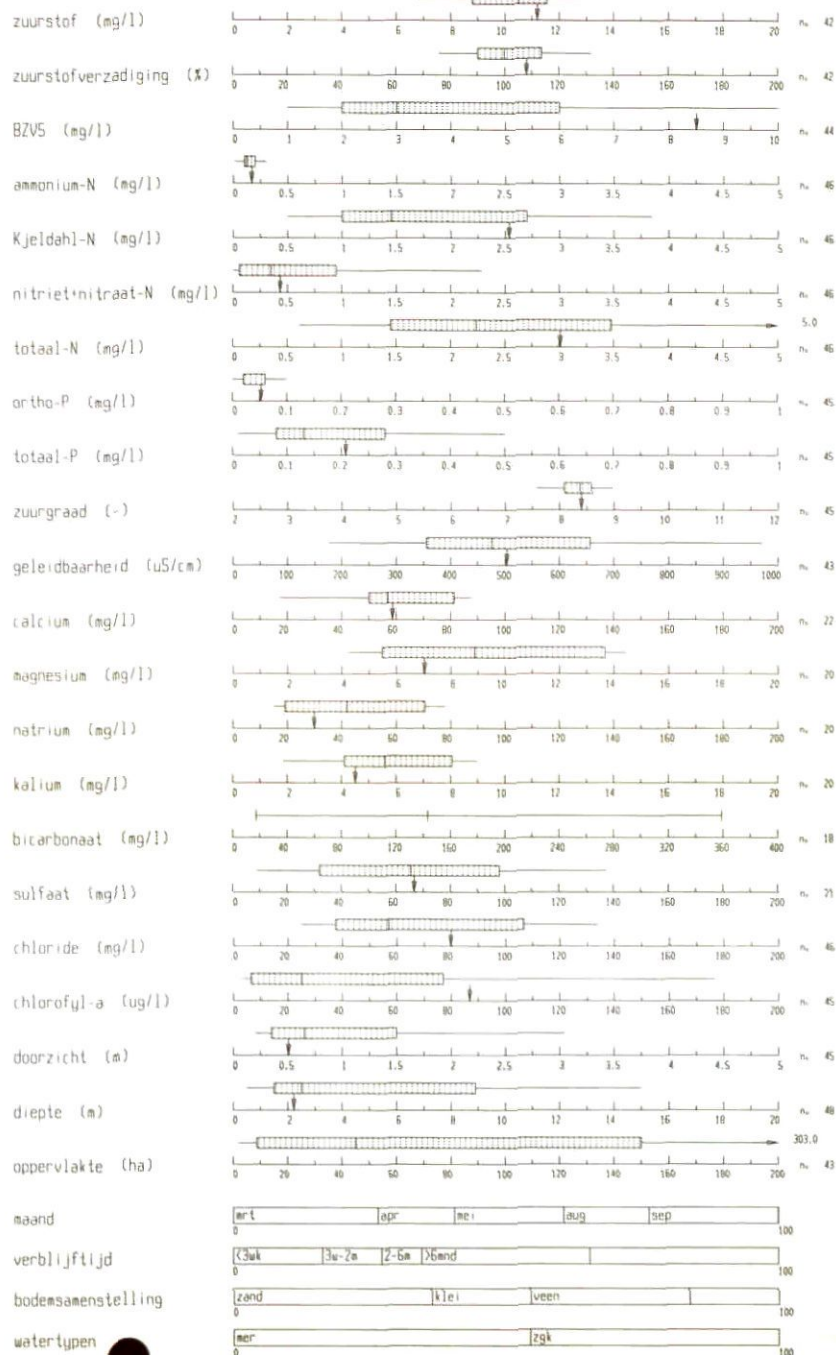 zuurstof (mg/l) 0 2 4 6 8 10 12 14 16 18 20 n= 42
zuurstofverzadiging (%) 0 20 40 60 80 100 120 140 160 180 200 n= 42
BZV5 (mg/l) 0 1 2 3 4 5 6 7 8 9 10 n= 44
ammonium-N (mg/l) 0 0.5 1 1.5 2 2.5 3 3.5 4 4.5 5 n= 46
Kjeldahl-N (mg/l) 0 0.5 1 1.5 2 2.5 3 3.5 4 4.5 5 n= 46
nitriet+nitraat-N (mg/l) 0 0.5 1 1.5 2 2.5 3 3.5 4 4.5 5 n= 46
5.0
totaal-N (mg/l) 0 0.5 1 1.5 2 2.5 3 3.5 4 4.5 5 n= 46
ortho-P (mg/l) 0 0.1 0.2 0.3 0.4 0.5 0.6 0.7 0.8 0.9 1 n= 45
totaal-P (mg/l) 0 0.1 0.2 0.3 0.4 0.5 0.6 0.7 0.8 0.9 1 n= 45
zuurgraad (-) 2 3 4 5 6 7 8 9 10 11 12 n= 45
geleidbaarheid (uS/cm) 0 100 200 300 400 500 600 700 800 900 1000 n= 43
calcium (mg/l) 0 20 40 60 80 100 120 140 160 180 200 n= 22
magnesium (mg/l) 0 2 4 6 8 10 12 14 16 18 20 n= 20
natrium (mg/l) 0 20 40 60 80 100 120 140 160 180 200 n= 20
kalium (mg/l) 0 2 4 6 8 10 12 14 16 18 20 n= 20
bicarbonaat (mg/l) 0 40 80 120 160 200 240 280 320 360 400 n= 18
sulfaat (mg/l) 0 20 40 60 80 100 120 140 160 180 200 n= 21
chloride (mg/l) 0 20 40 60 80 100 120 140 160 180 200 n= 46
chlorofyl-a (ug/l) 0 20 40 60 80 100 120 140 160 180 200 n= 45
doorzicht (m) 0 0.5 1 1.5 2 2.5 3 3.5 4 4.5 5 n= 45
diepte (m) 0 2 4 6 8 10 12 14 16 18 20 n= 48
303.0
oppervlakte (ha) 0 20 40 60 80 100 120 140 160 180 200 n= 43
maand mrt apr mei aug sep
0 100
verblijftijd <3wk 3w-2m 2-6m >6mnd
0 100
bodemsamenstelling zand klei veen
0 100
watertypen mer zgk
0 100